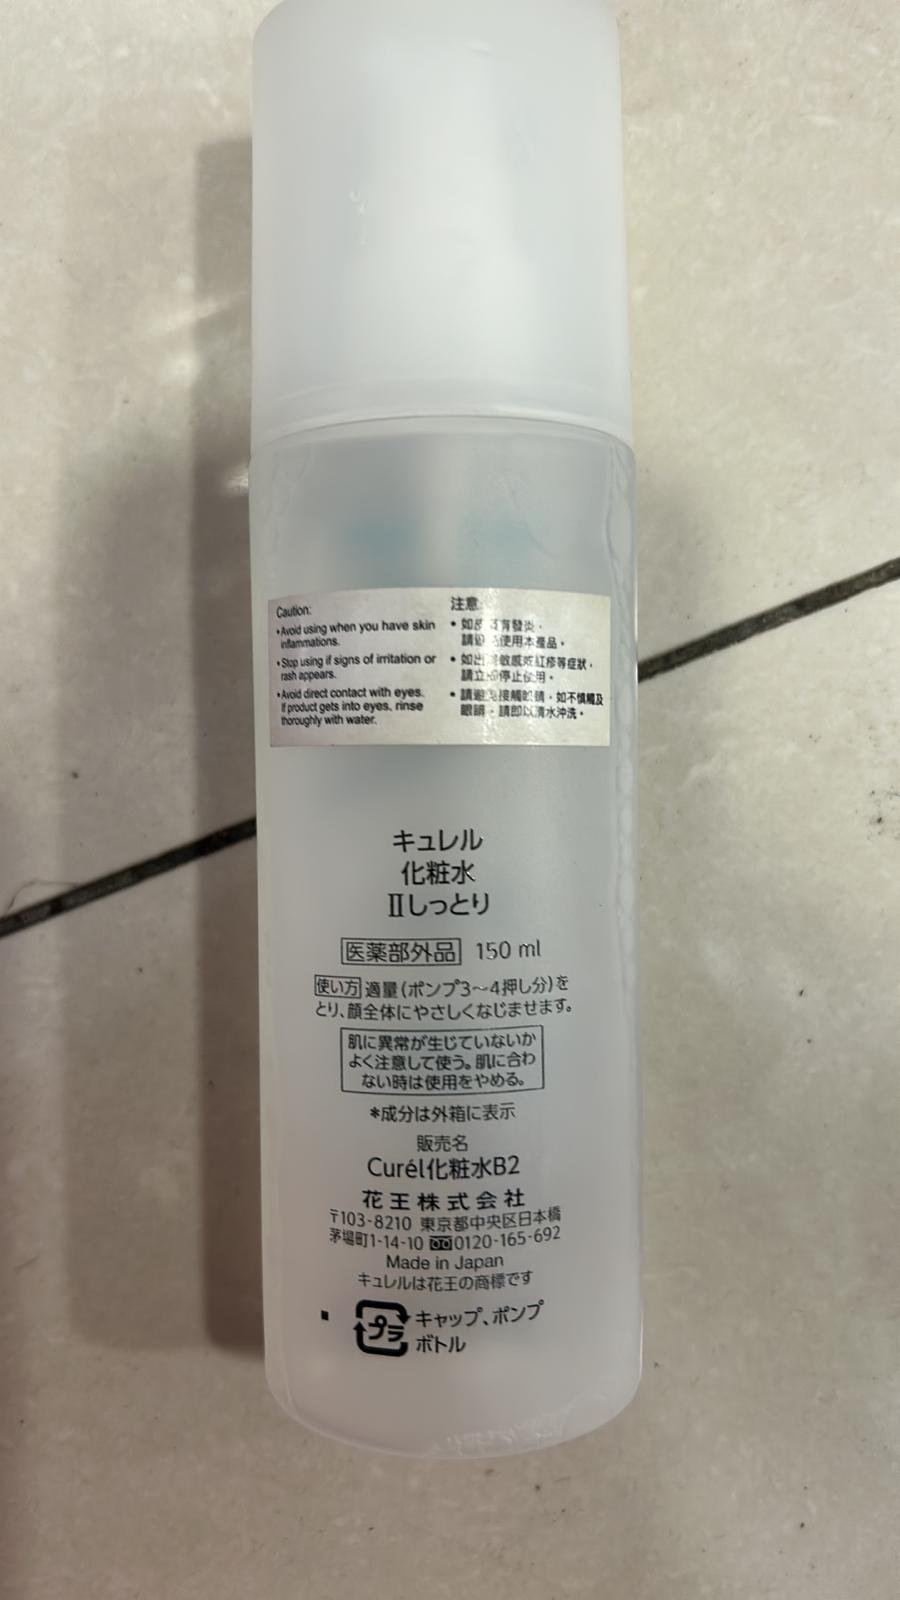 Caution:
•Avoid using when you have skin
inflammations.
•Stop using if signs of irritation or
rash appears.
•Avoid direct contact with eyes.
If product gets into eyes, rinse
thoroughly with water.
注意
• 如皮 有發炎，
請避 使用本產品。
• 如出 敏感或紅疹等症狀，
請立 停止使用。
• 請避 接觸眼睛，如不慎觸及
眼睛，請即以清水沖洗。
キュレル
化粧水
IIしっとり
医薬部外品 150 ml
使い方 適量(ポンプ3〜4押し分)を
とり、顔全体にやさしくなじませます。
肌に異常が生じていないか
よく注意して使う。肌に合わ
ない時は使用をやめる。
*成分は外箱に表示
販売名
Curél化粧水B2
花王株式会社
〒103-8210 東京都中央区日本橋
茅場町1-14-10 0120-165-692
Made in Japan
キュレルは花王の商標です
プラ キャップ、ポンプ
ボトル